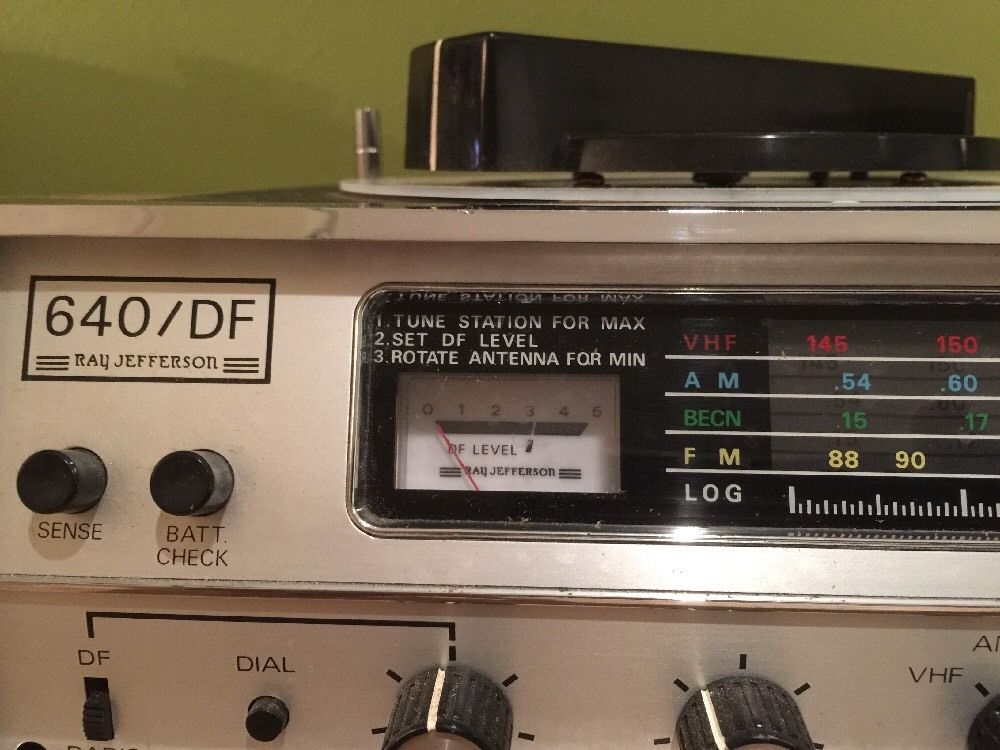 640/DF
RAY JEFFERSON
1.TUNE STATION FOR MAX
2.SET DF LEVEL
3.ROTATE ANTENNA FOR MIN
0 1 2 3 4 5
DF LEVEL
RAY JEFFERSON
VHF 145 150
AM .54 .60
BECN .15 .17
FM 88 90
LOG
SENSE
BATT.
CHECK
DF
DIAL
VHF